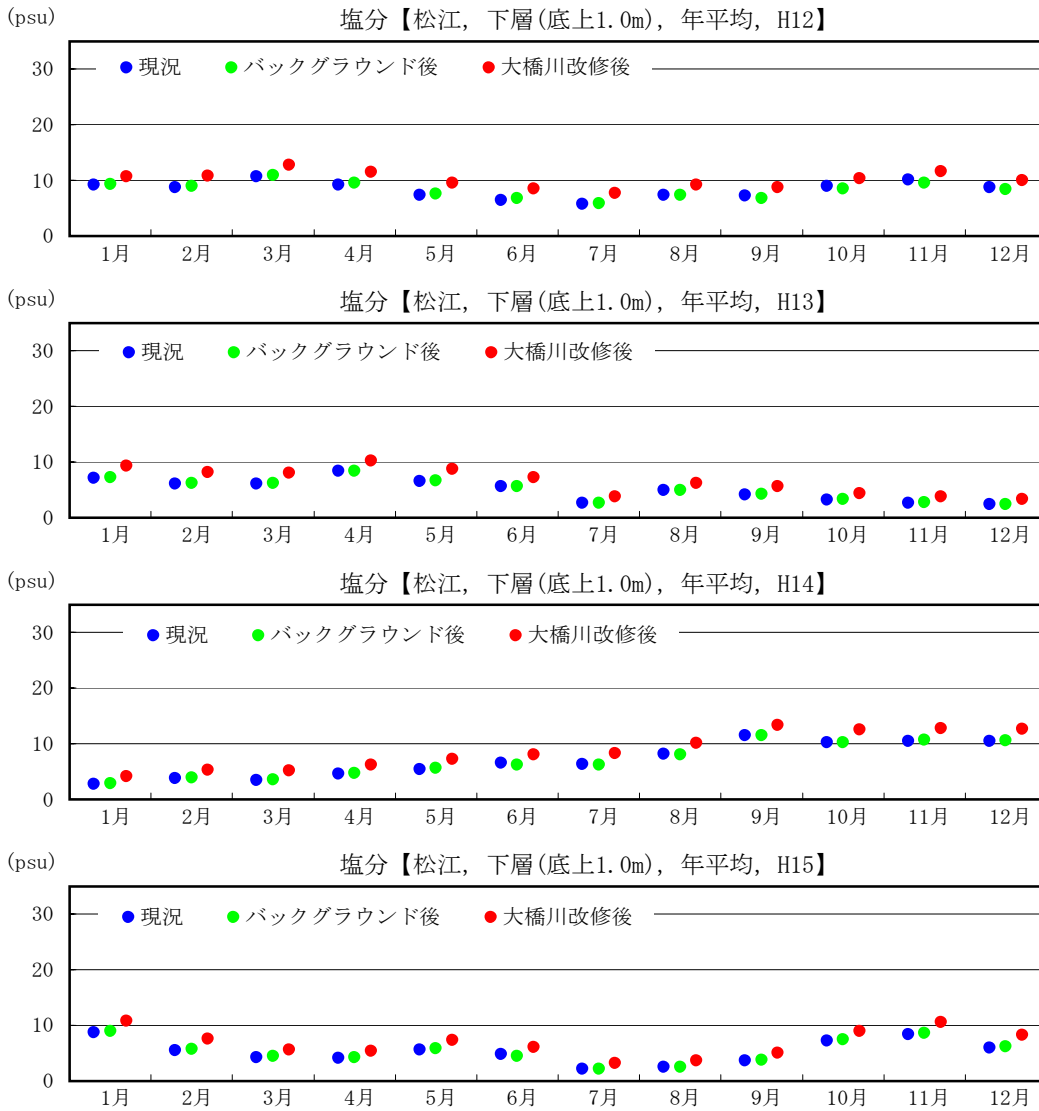 (psu) 塩分【松江, 下層(底上1.0m), 年平均, H12】
30
● 現況 ● バックグラウンド後 ● 大橋川改修後
20
10
0
1月 2月 3月 4月 5月 6月 7月 8月 9月 10月 11月 12月
(psu) 塩分【松江, 下層(底上1.0m), 年平均, H13】
30
● 現況 ● バックグラウンド後 ● 大橋川改修後
20
10
0
1月 2月 3月 4月 5月 6月 7月 8月 9月 10月 11月 12月
(psu) 塩分【松江, 下層(底上1.0m), 年平均, H14】
30
● 現況 ● バックグラウンド後 ● 大橋川改修後
20
10
0
1月 2月 3月 4月 5月 6月 7月 8月 9月 10月 11月 12月
(psu) 塩分【松江, 下層(底上1.0m), 年平均, H15】
30
● 現況 ● バックグラウンド後 ● 大橋川改修後
20
10
0
1月 2月 3月 4月 5月 6月 7月 8月 9月 10月 11月 12月